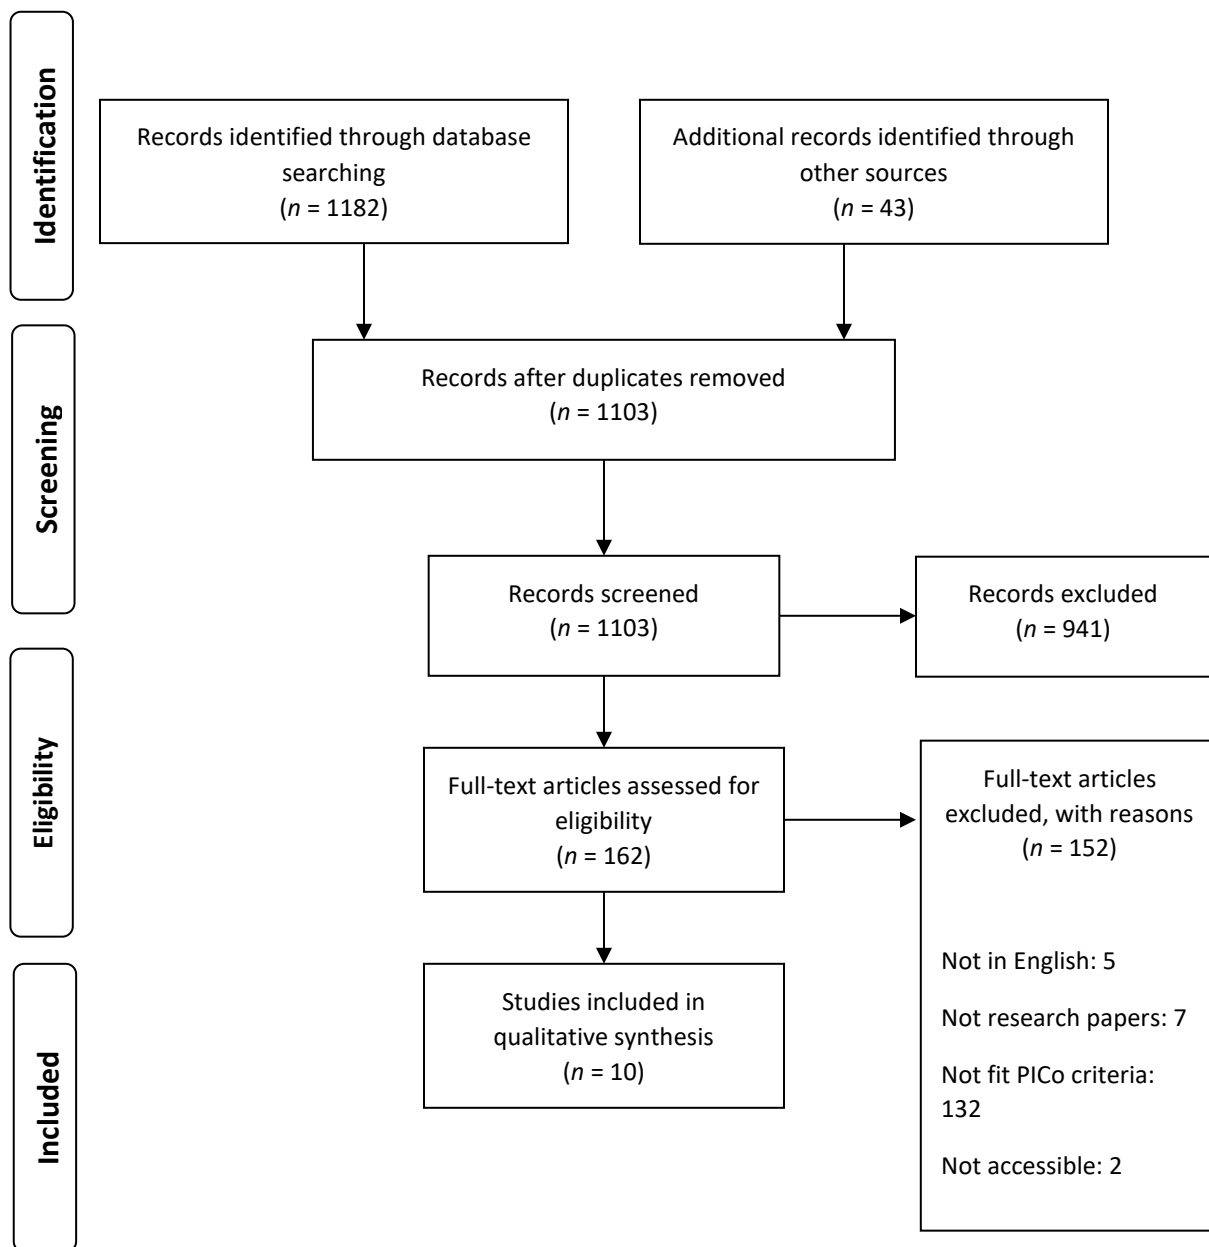 Identification
Records identified through database
searching
(n = 1182)
Additional records identified through
other sources
(n = 43)
Screening
Records after duplicates removed
(n = 1103)
Records screened
(n = 1103)
Records excluded
(n = 941)
Eligibility
Full-text articles assessed for
eligibility
(n = 162)
Full-text articles
excluded, with reasons
(n = 152)
Not in English: 5
Not research papers: 7
Not fit PICo criteria:
132
Not accessible: 2
Included
Studies included in
qualitative synthesis
(n = 10)